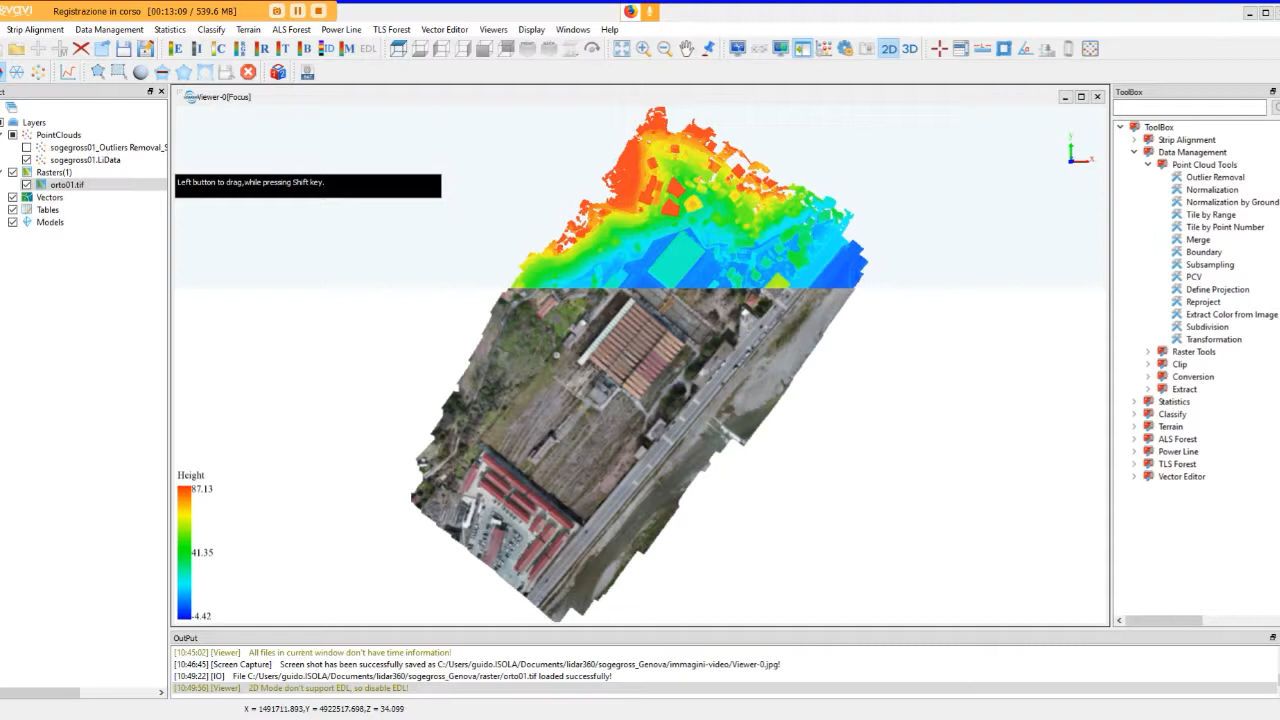 Registrazione in corso (00:13:09 / 539.6 MB)
Strip Alignment Data Management Statistics Classify Terrain TLS Forest ALS Forest Power Line TLS Forest Vector Editor Viewers Display Windows Help
E I C R T B ID M EDL 2D 3D
Viewer-0[Focus]
ToolBox
Layers
PointClouds
sogegross01_Outliers Removal_S
sogegross01.LiData
Rasters(1)
orto01.tif
Vectors
Tables
Models
Left button to drag,while pressing Shift key.
y
x
Height
87.13
41.35
-4.42
ToolBox
Strip Alignment
Data Management
Point Cloud Tools
Outlier Removal
Normalization
Normalization by Ground
Tile by Range
Tile by Point Number
Merge
Boundary
Subsampling
PCV
Define Projection
Reproject
Extract Color from Image
Subdivision
Transformation
Raster Tools
Clip
Conversion
Extract
Statistics
Classify
Terrain
ALS Forest
Power Line
TLS Forest
Vector Editor
OutPut
[10:45:02] [Viewer] All files in current window don't have time information!
[10:46:45] [Screen Capture] Screen shot has been successfully saved as C:/Users/guido.ISOLA/Documents/lidar360/sogegross_Genova/immagini-video/Viewer-0.jpg!
[10:49:22] [IO] File C:/Users/guido.ISOLA/Documents/lidar360/sogegross_Genova/raster/orto01.tif loaded successfully!
[10:49:56] [Viewer] 2D Mode don't support EDL, so disable EDL!
X = 1491711.893, Y = 4922517.698, Z = 34.099